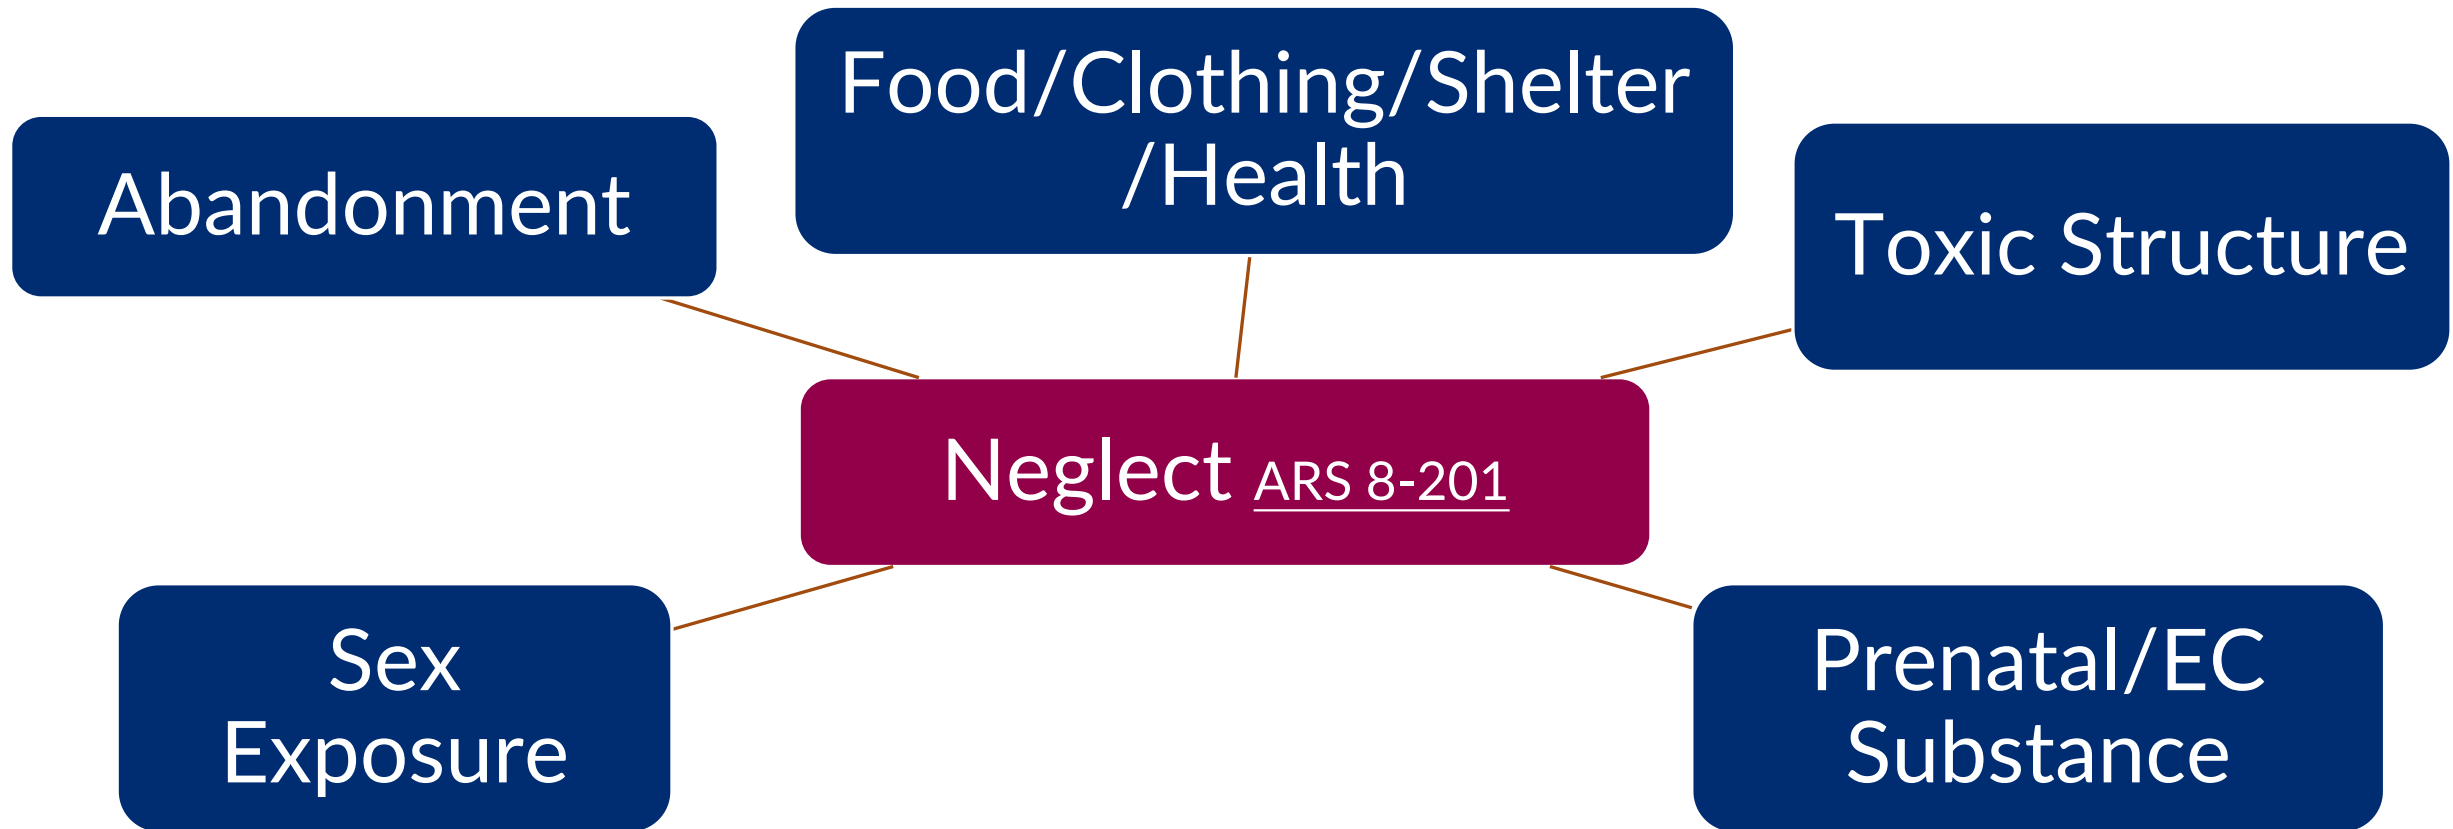 Food/Clothing/Shelter
/Health
Abandonment
Toxic Structure
Neglect ARS 8-201
Sex
Exposure
Prenatal/EC
Substance